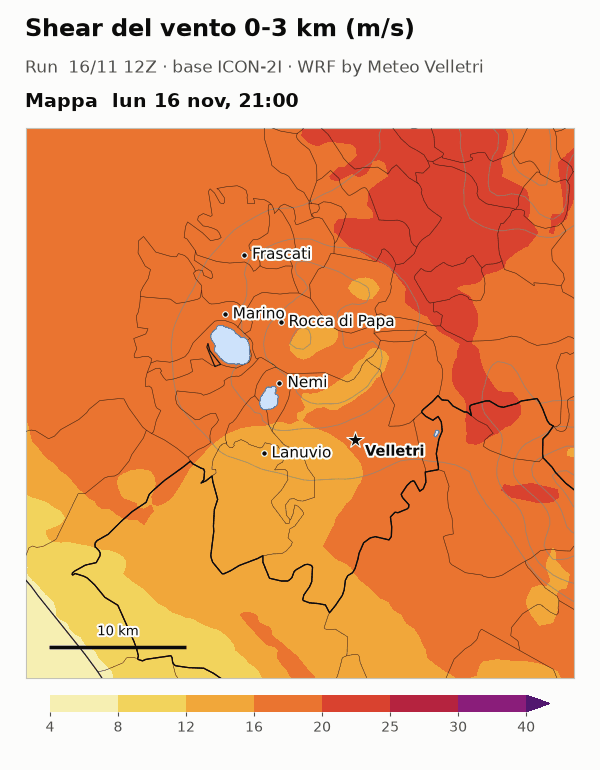 Shear del vento 0-3 km (m/s)
Run  16/11 12Z · base ICON-2I · WRF by Meteo Velletri
Mappa  lun 16 nov, 21:00
Frascati
Marino
Rocca di Papa
Nemi
Velletri
Lanuvio
10 km
4 8 12 16 20 25 30 40